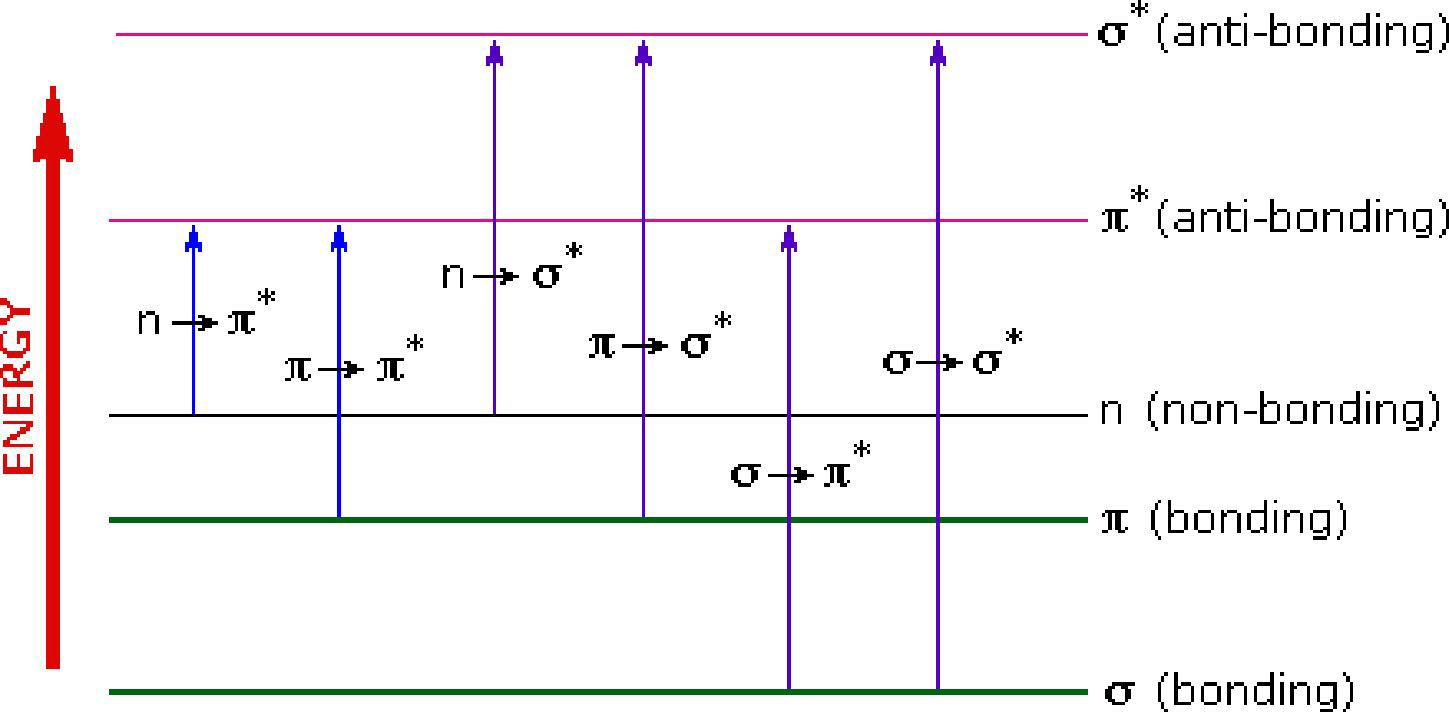 σ* (anti-bonding)
π* (anti-bonding)
n → σ*
n → π*
π → σ*
π → π*
σ → σ*
ENERGY
n (non-bonding)
σ → π*
π (bonding)
σ (bonding)